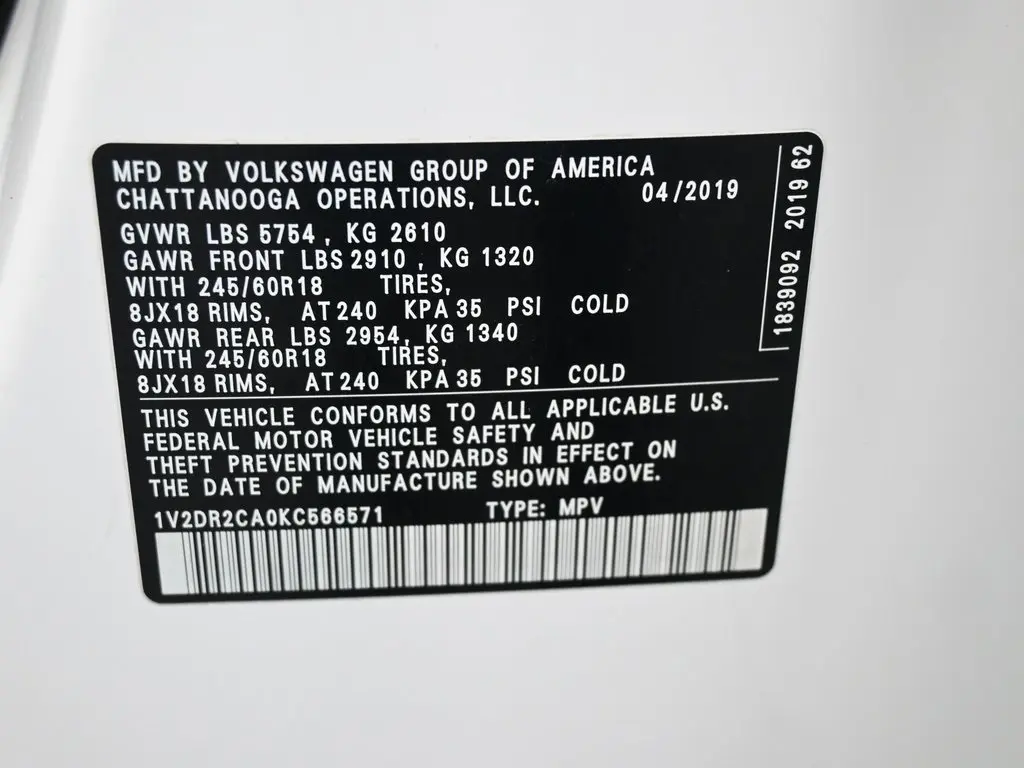 MFD BY VOLKSWAGEN GROUP OF AMERICA
CHATTANOOGA OPERATIONS, LLC. 04/2019
GVWR LBS 5754, KG 2610
GAWR FRONT LBS 2910, KG 1320
WITH 245/60R18 TIRES,
8JX18 RIMS, AT 240 KPA 35 PSI COLD
GAWR REAR LBS 2954, KG 1340
WITH 245/60R18 TIRES,
8JX18 RIMS, AT 240 KPA 35 PSI COLD
THIS VEHICLE CONFORMS TO ALL APPLICABLE U.S.
FEDERAL MOTOR VEHICLE SAFETY AND
THEFT PREVENTION STANDARDS IN EFFECT ON
THE DATE OF MANUFACTURE SHOWN ABOVE.
1V2DR2CA0KC566571 TYPE: MPV
1839092 2019 62